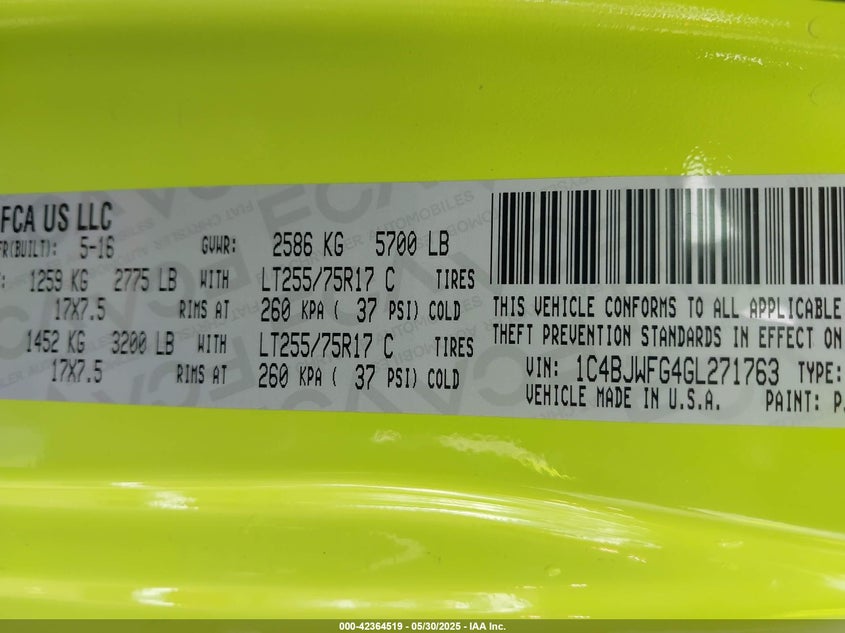 FCA US LLC
FR(BUILT): 5-16 GVWR: 2586 KG 5700 LB
: 1259 KG 2775 LB WITH LT255/75R17 C TIRES
17X7.5 RIMS AT 260 KPA ( 37 PSI) COLD
1452 KG 3200 LB WITH LT255/75R17 C TIRES
17X7.5 RIMS AT 260 KPA ( 37 PSI) COLD
THIS VEHICLE CONFORMS TO ALL APPLICABLE
THEFT PREVENTION STANDARDS IN EFFECT ON
VIN: 1C4BJWFG4GL271763 TYPE:
VEHICLE MADE IN U.S.A. PAINT: P
000-42364519 - 05/30/2025 - IAA Inc.